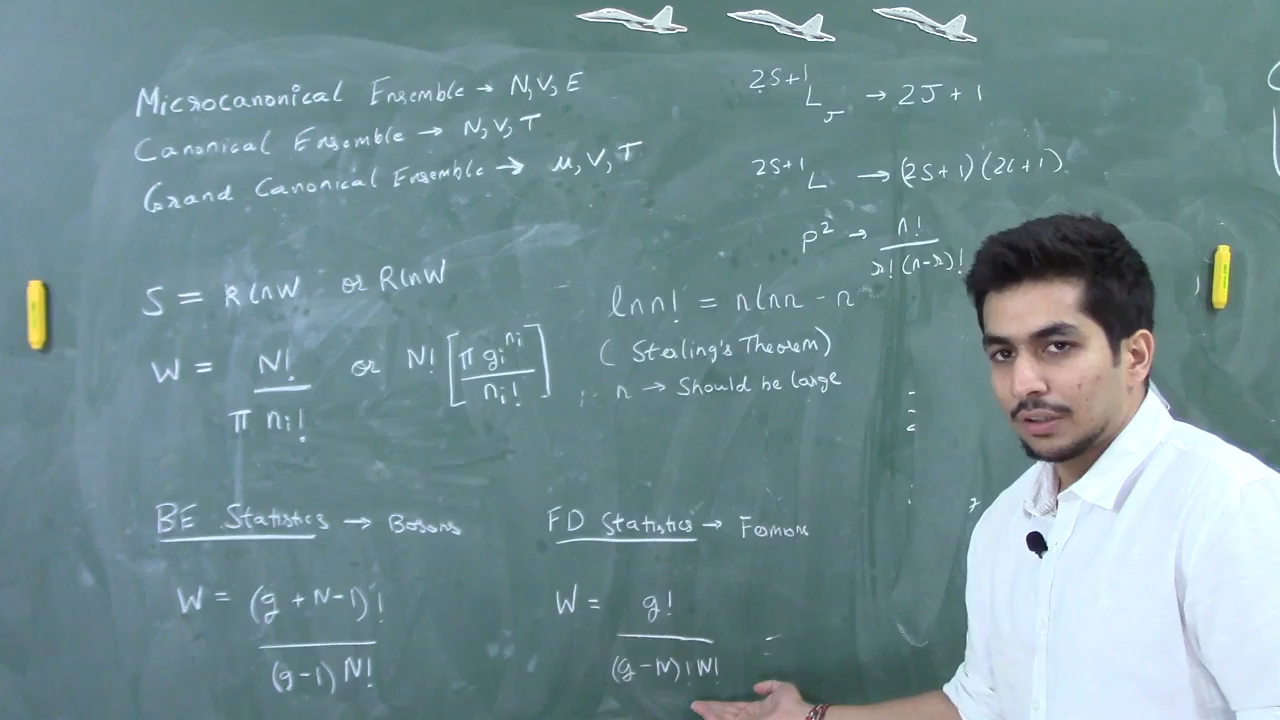 Microcanonical Ensemble → N, V, E
Canonical Ensemble → N, V, T
Grand Canonical Ensemble → μ, V, T
S = k ln W or R ln W
W = N! / π ni! or N! [π gi^ni / ni!]
BE Statistics → Bosons
W = (g + N - 1)! / (g - 1) N!
2S+1 L J → 2J + 1
2S+1 L → (2S + 1) (2L + 1)
p² → n! / r! (n - r)!
ln n! = n ln n - n
(Sterling's Theorem)
n → Should be large
FD Statistics → Fermions
W = g! / (g - N)! N!